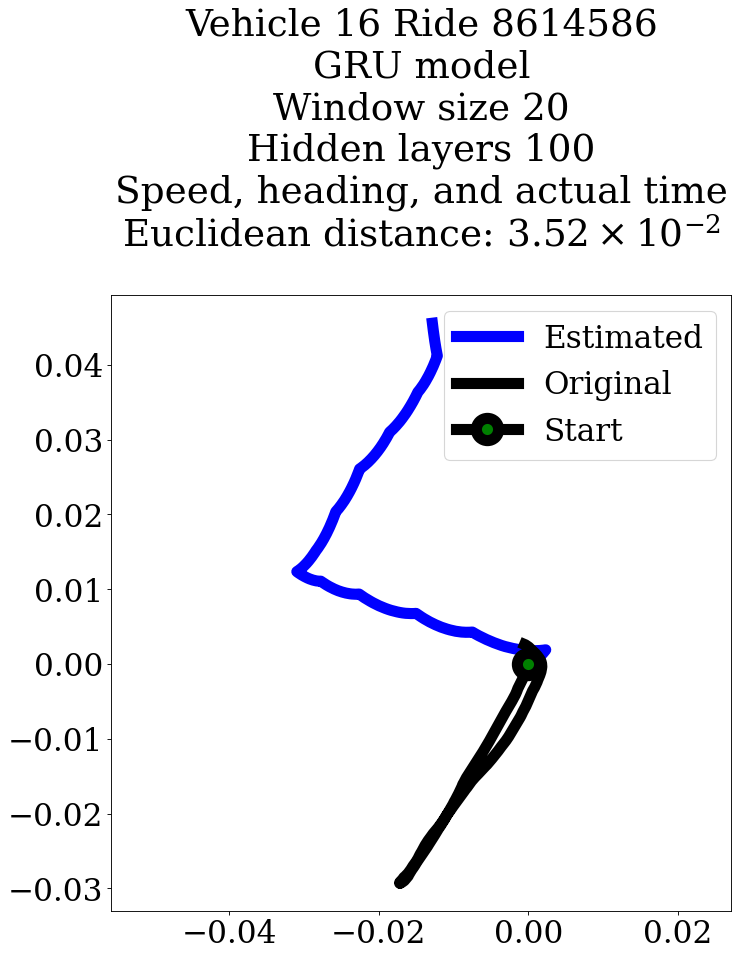 Vehicle 16 Ride 8614586
GRU model
Window size 20
Hidden layers 100
Speed, heading, and actual time
Euclidean distance: 3.52 × 10⁻²
Estimated
Original
Start
0.04
0.03
0.02
0.01
0.00
−0.01
−0.02
−0.03
−0.04 −0.02 0.00 0.02